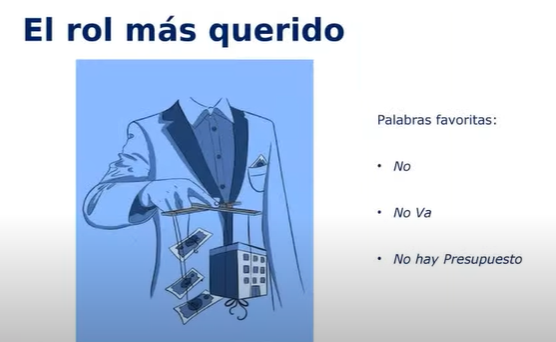 El rol más querido
Palabras favoritas:
• No
• No Va
• No hay Presupuesto